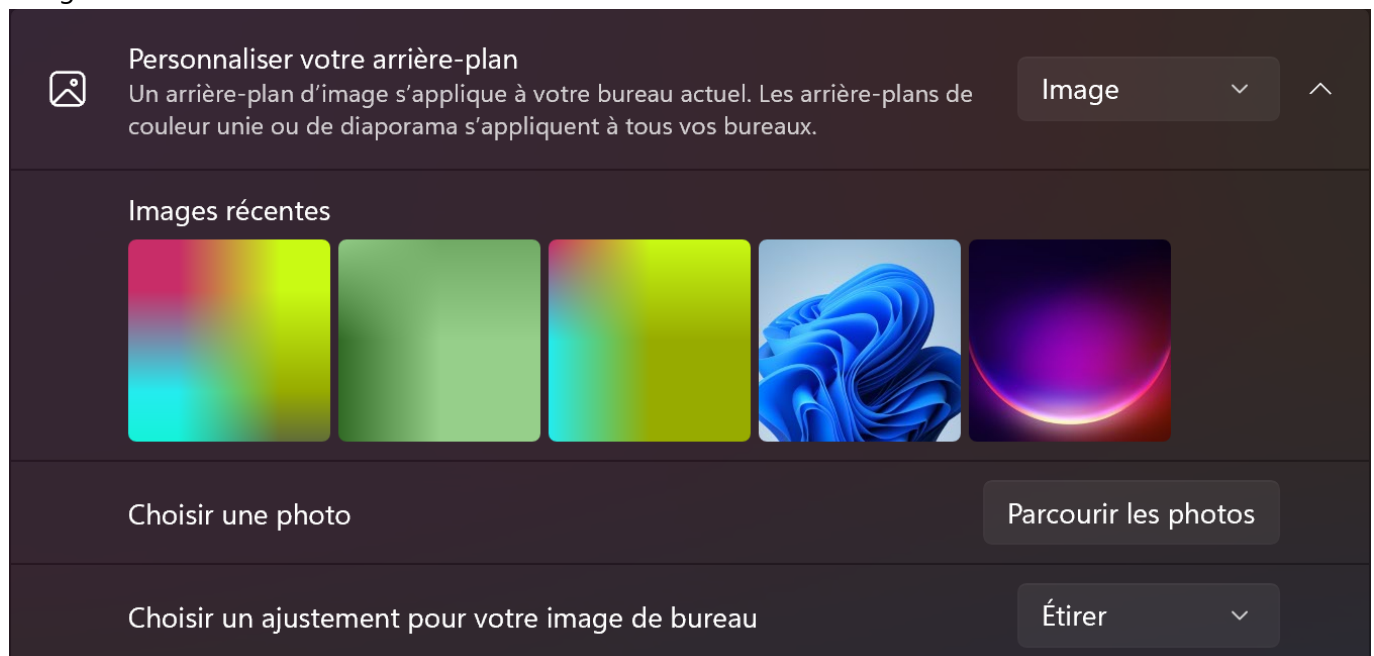 Personnaliser votre arrière-plan
Un arrière-plan d’image s’applique à votre bureau actuel. Les arrière-plans de
couleur unie ou de diaporama s’appliquent à tous vos bureaux.
Image
Images récentes
Choisir une photo
Parcourir les photos
Choisir un ajustement pour votre image de bureau
Étirer